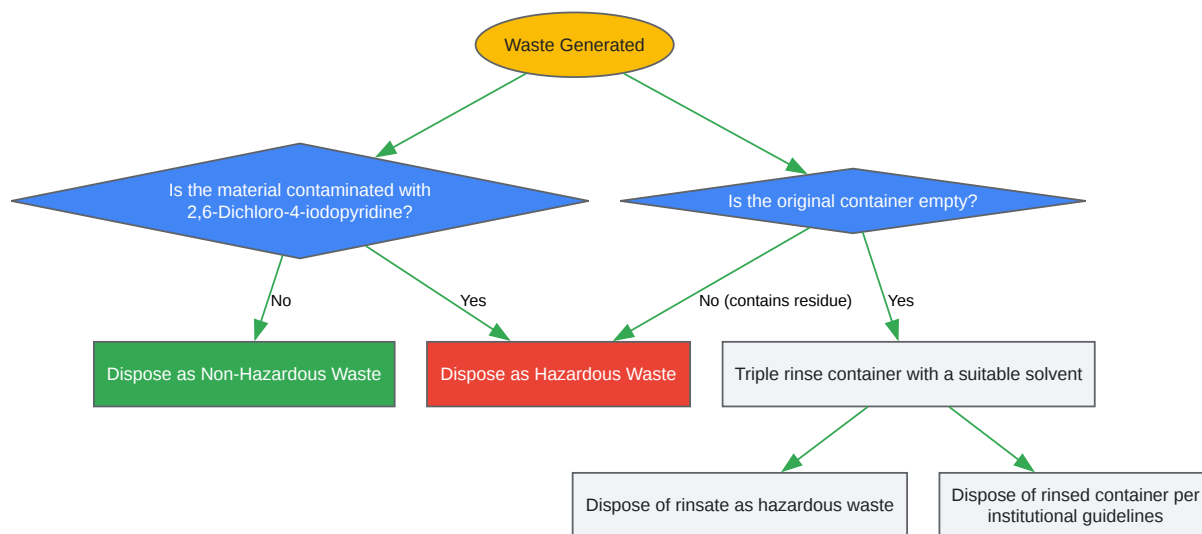 Waste Generated
Is the material contaminated with
2,6-Dichloro-4-iodopyridine?
Is the original container empty?
No
Yes
No (contains residue)
Yes
Dispose as Non-Hazardous Waste
Dispose as Hazardous Waste
Triple rinse container with a suitable solvent
Dispose of rinsate as hazardous waste
Dispose of rinsed container per
institutional guidelines